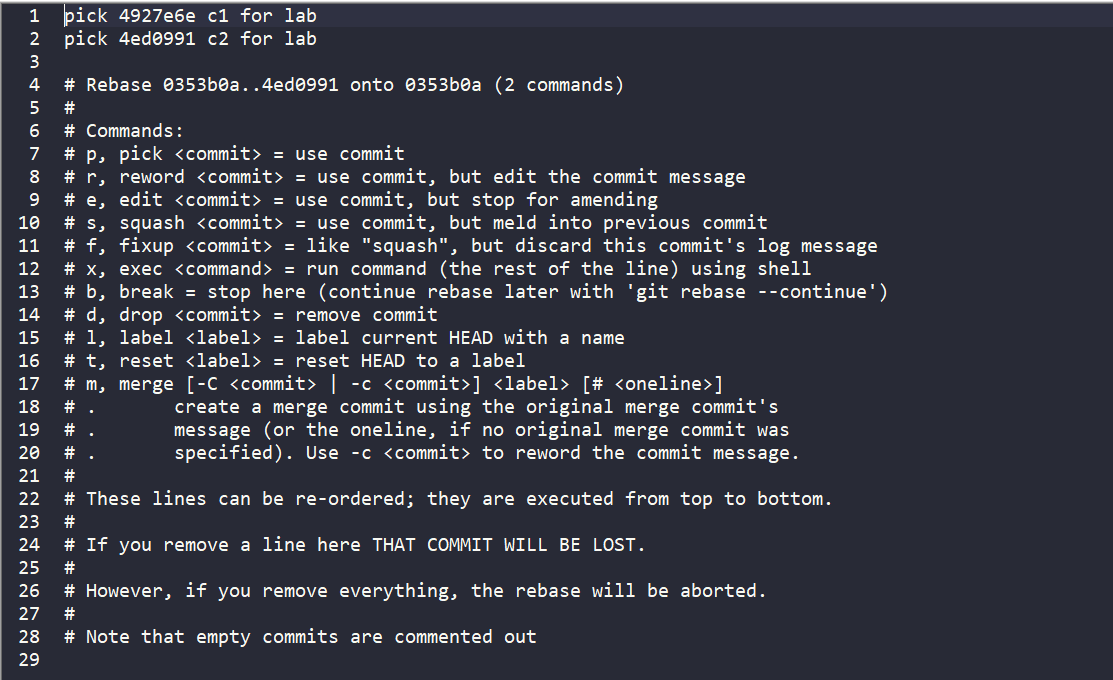 1 pick 4927e6e c1 for lab
2 pick 4ed0991 c2 for lab
3
4 # Rebase 0353b0a..4ed0991 onto 0353b0a (2 commands)
5 #
6 # Commands:
7 # p, pick <commit> = use commit
8 # r, reword <commit> = use commit, but edit the commit message
9 # e, edit <commit> = use commit, but stop for amending
10 # s, squash <commit> = use commit, but meld into previous commit
11 # f, fixup <commit> = like "squash", but discard this commit's log message
12 # x, exec <command> = run command (the rest of the line) using shell
13 # b, break = stop here (continue rebase later with 'git rebase --continue')
14 # d, drop <commit> = remove commit
15 # l, label <label> = label current HEAD with a name
16 # t, reset <label> = reset HEAD to a label
17 # m, merge [-C <commit> | -c <commit>] <label> [# <oneline>]
18 # .       create a merge commit using the original merge commit's
19 # .       message (or the oneline, if no original merge commit was
20 # .       specified). Use -c <commit> to reword the commit message.
21 #
22 # These lines can be re-ordered; they are executed from top to bottom.
23 #
24 # If you remove a line here THAT COMMIT WILL BE LOST.
25 #
26 # However, if you remove everything, the rebase will be aborted.
27 #
28 # Note that empty commits are commented out
29